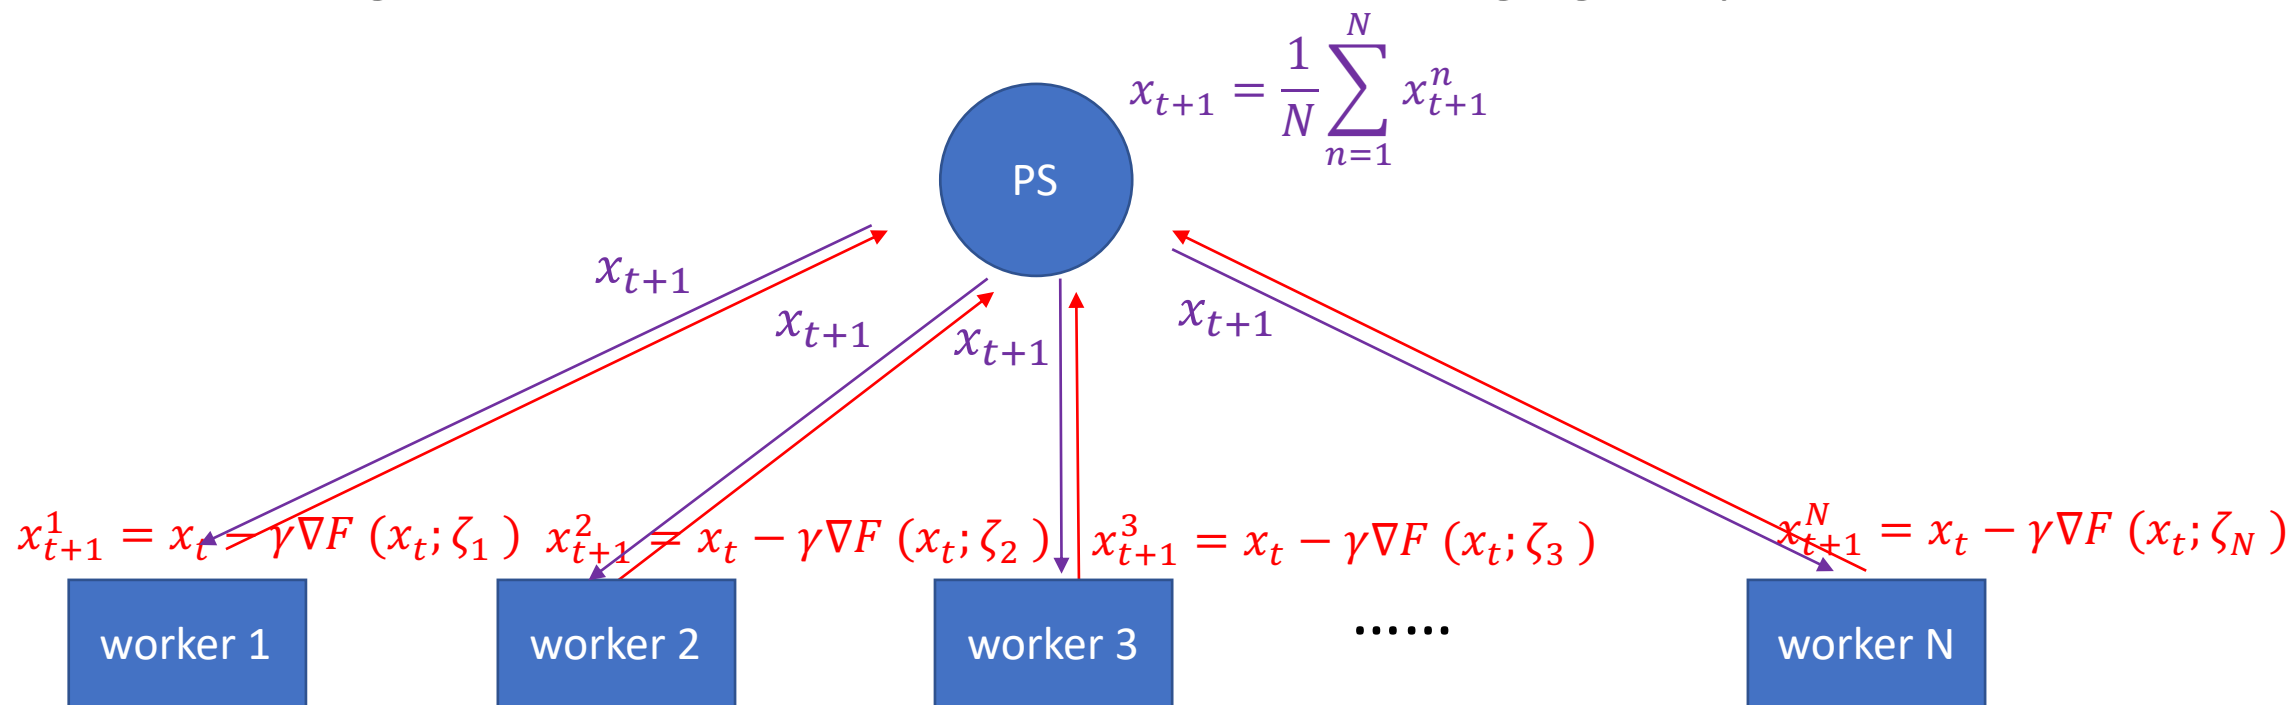 x_{t+1} = \frac{1}{N} \sum_{n=1}^{N} x_{t+1}^{n}
PS
x_{t+1}
x_{t+1}
x_{t+1}
x_{t+1}
x_{t+1}^{1} = x_t − γ∇F (x_t; ζ_1 )
x_{t+1}^{2} = x_t − γ∇F (x_t; ζ_2 )
x_{t+1}^{3} = x_t − γ∇F (x_t; ζ_3 )
x_{t+1}^{N} = x_t − γ∇F (x_t; ζ_N )
worker 1
worker 2
worker 3
……
worker N